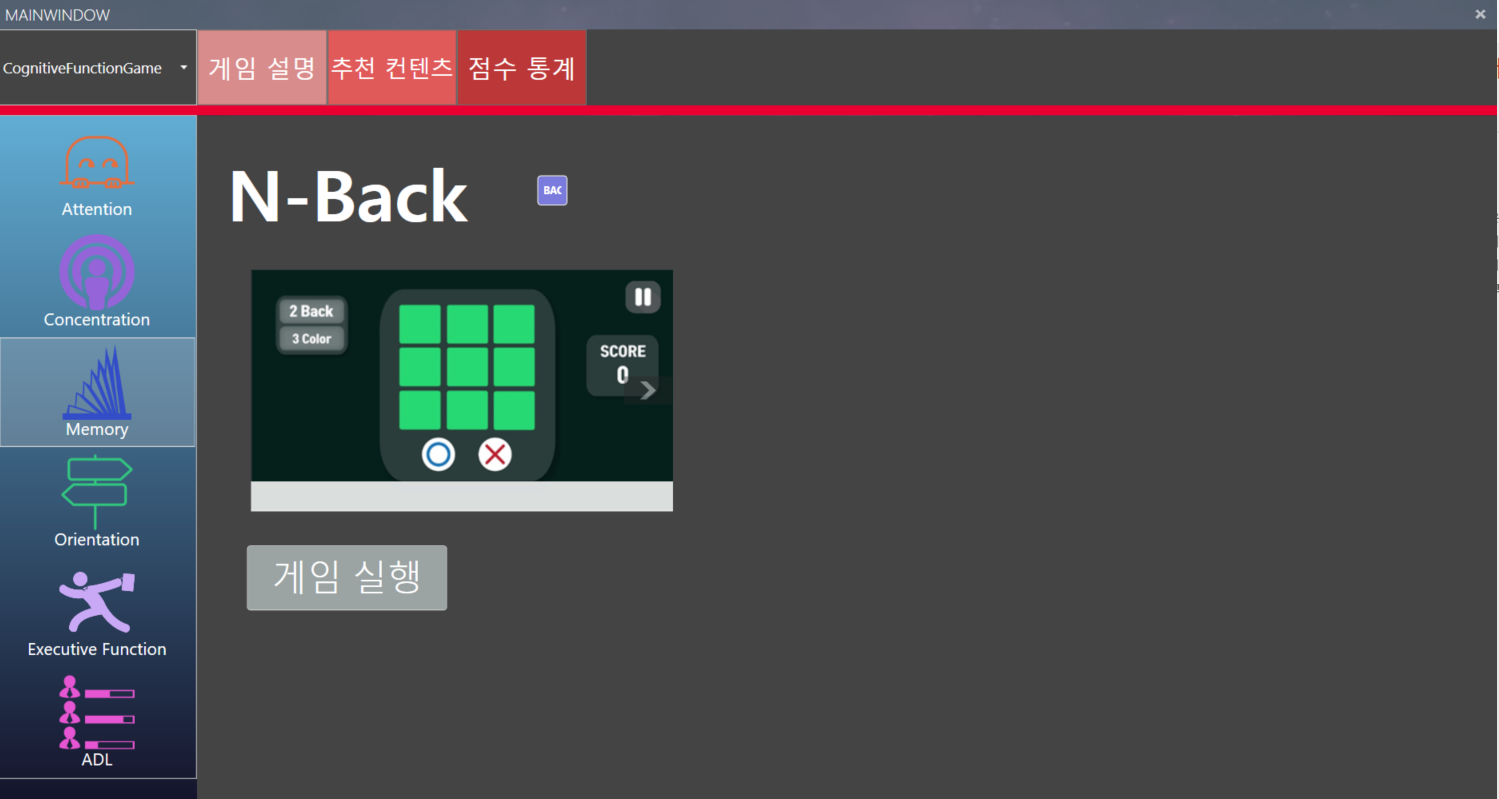 MAINWINDOW
CognitiveFunctionGame
게임 설명
추천 컨텐츠
점수 통계
Attention
Concentration
Memory
Orientation
Executive Function
ADL
N-Back
BAC
2 Back
3 Color
SCORE
0
게임 실행